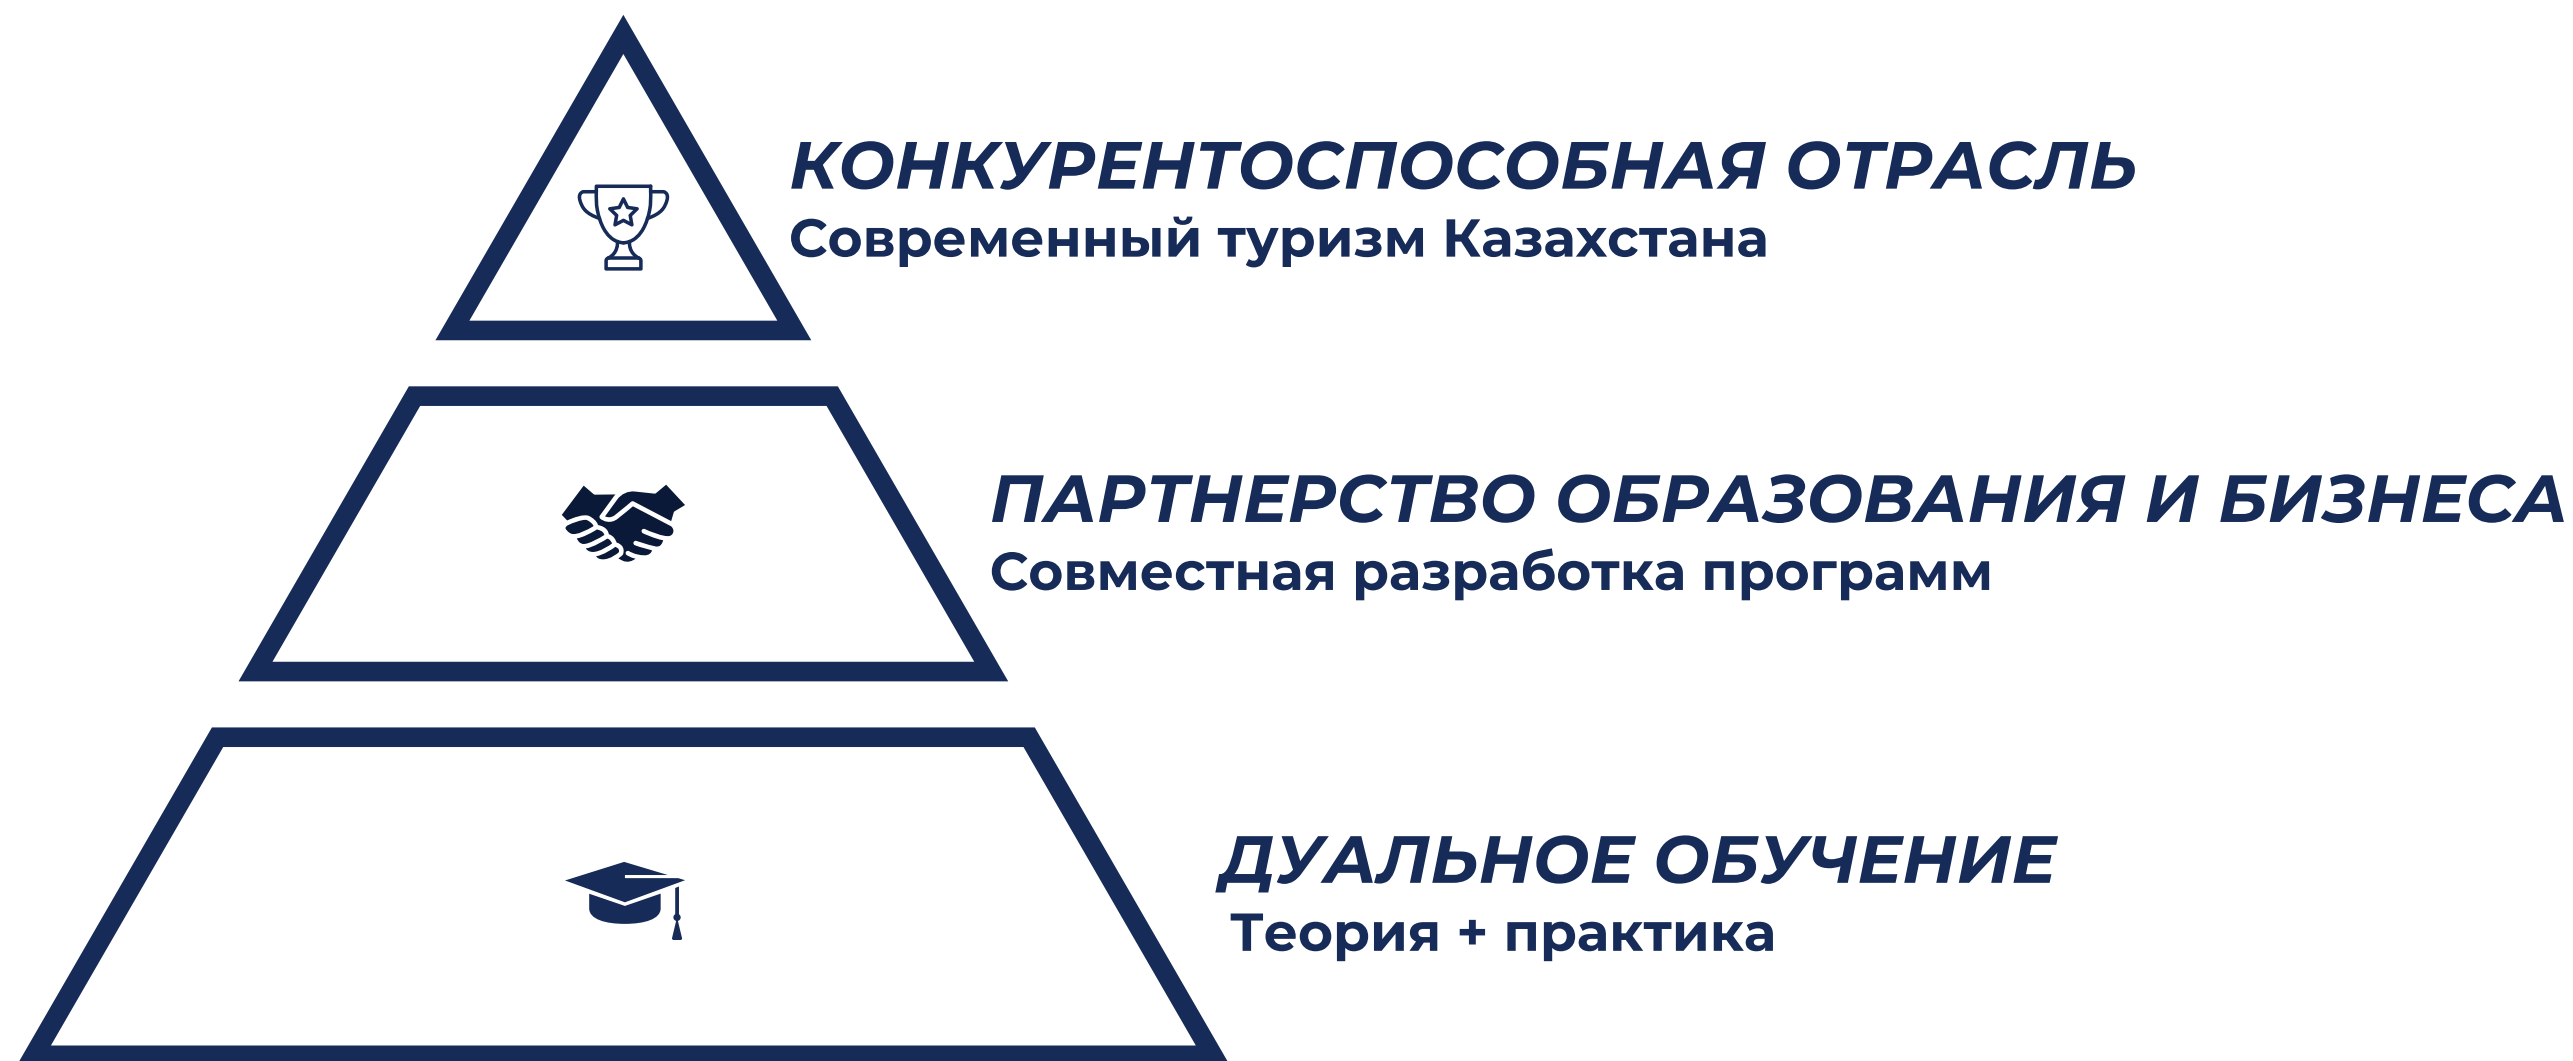 КОНКУРЕНТОСПОСОБНАЯ ОТРАСЛЬ
Современный туризм Казахстана
ПАРТНЕРСТВО ОБРАЗОВАНИЯ И БИЗНЕСА
Совместная разработка программ
ДУАЛЬНОЕ ОБУЧЕНИЕ
Теория + практика